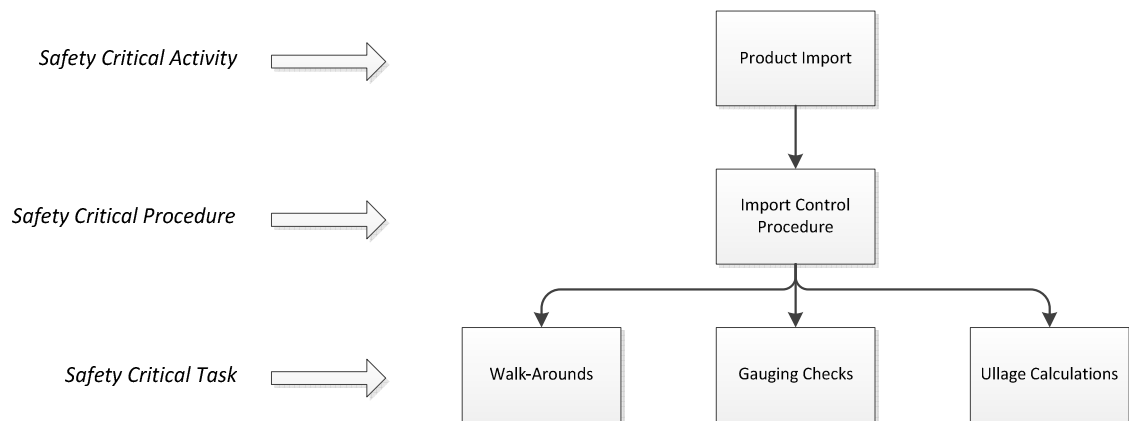 Safety Critical Activity
Product Import
Safety Critical Procedure
Import Control
Procedure
Safety Critical Task
Walk-Arounds
Gauging Checks
Ullage Calculations